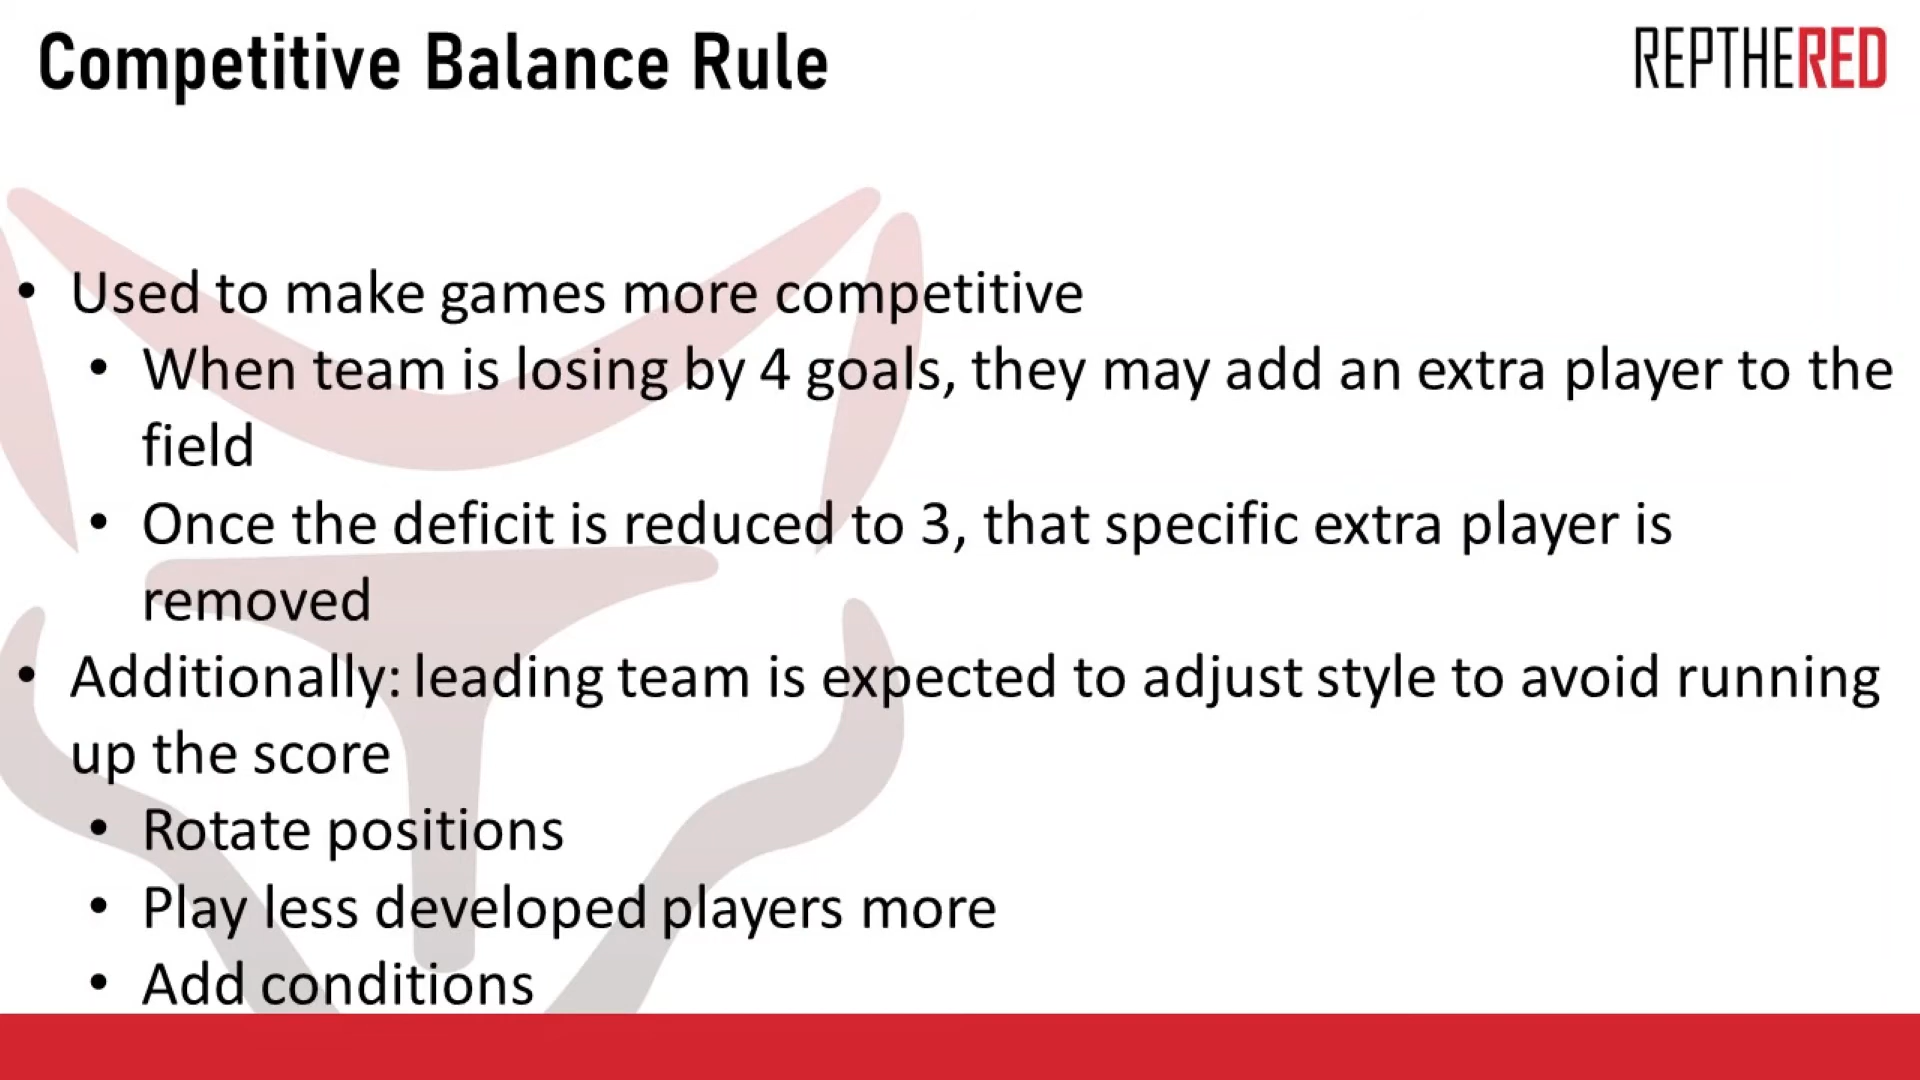 Competitive Balance Rule
REPTHERED
• Used to make games more competitive
• When team is losing by 4 goals, they may add an extra player to the
field
• Once the deficit is reduced to 3, that specific extra player is
removed
• Additionally: leading team is expected to adjust style to avoid running
up the score
• Rotate positions
• Play less developed players more
• Add conditions